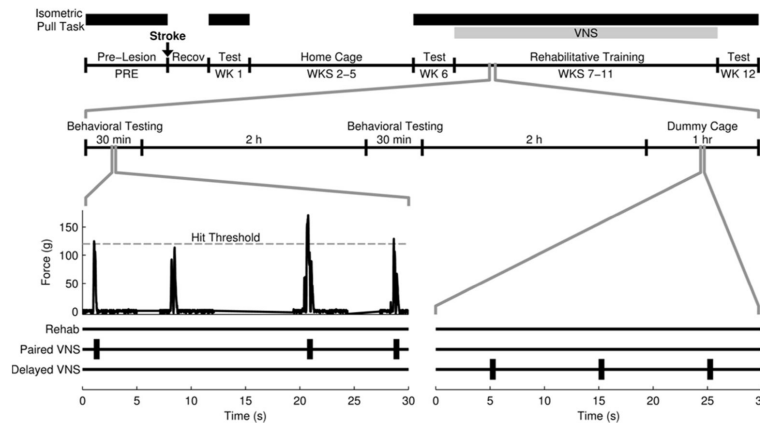 Isometric
Pull Task
VNS
Stroke
Pre-Lesion Recov Test Home Cage Test Rehabilitative Training Test
PRE WK 1 WKS 2-5 WK 6 WKS 7-11 WK 12
Behavioral Testing Behavioral Testing Dummy Cage
30 min 2 h 30 min 2 h 1 hr
150
Hit Threshold
100
50
0
Force (g)
Rehab
Paired VNS
Delayed VNS
0 5 10 15 20 25 30 0 5 10 15 20 25 3
Time (s) Time (s)